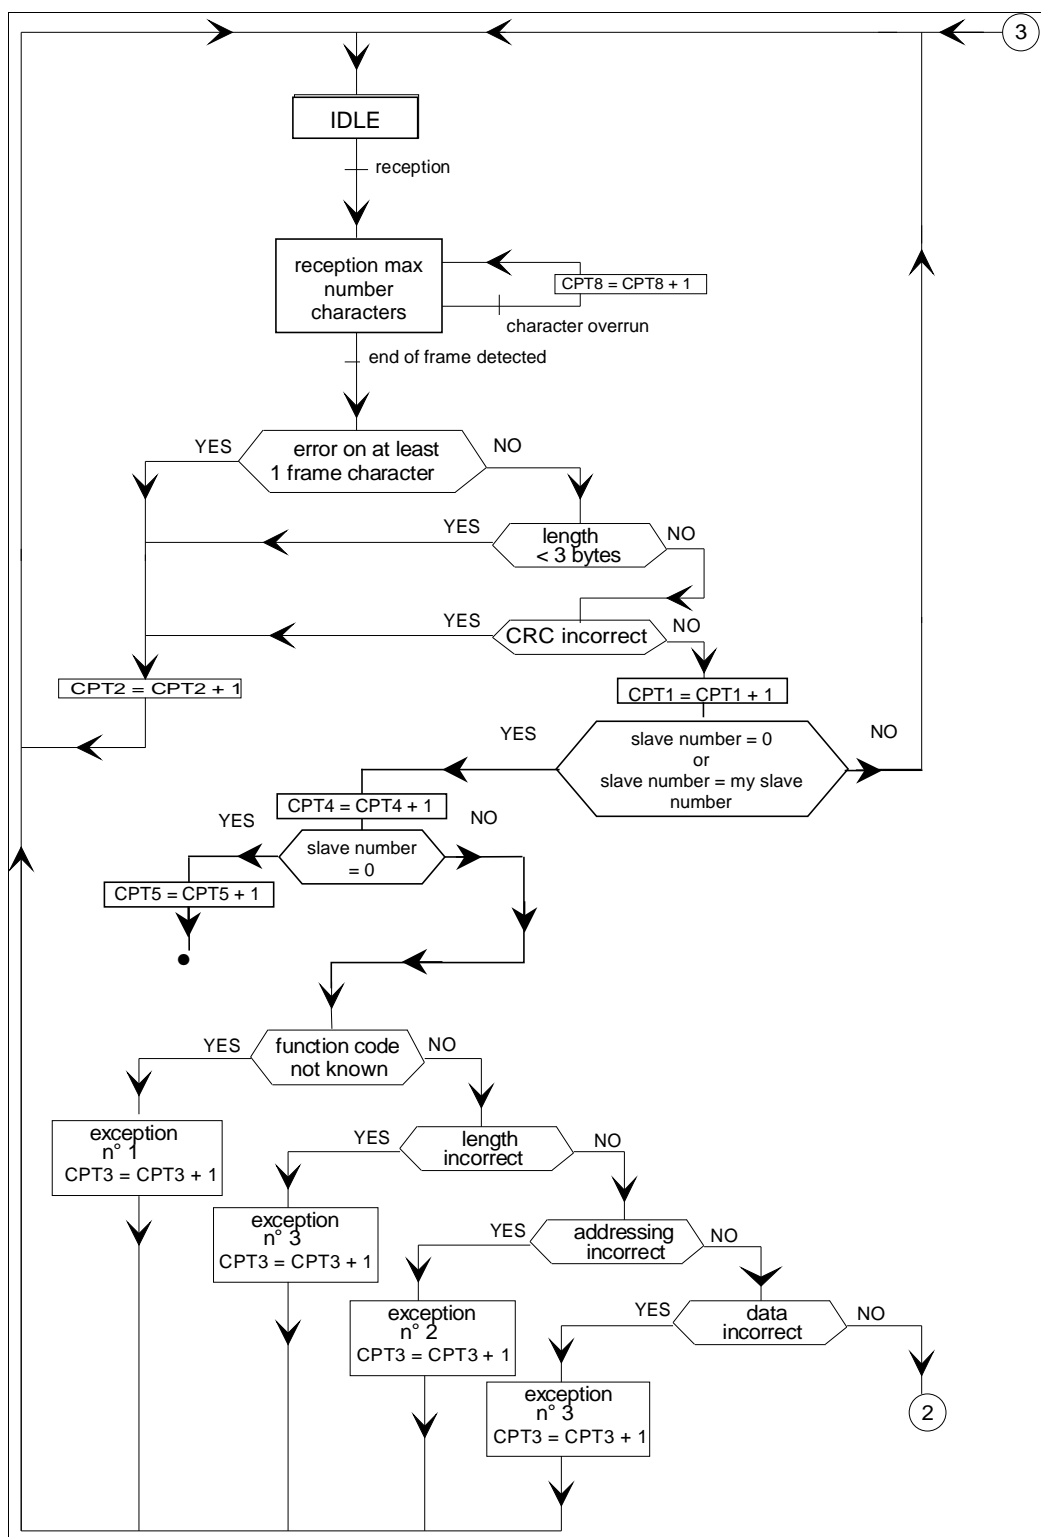 3
IDLE
reception
reception max
number
characters
CPT8 = CPT8 + 1
character overrun
end of frame detected
YES
error on at least
1 frame character
NO
YES
length
< 3 bytes
NO
YES
CRC incorrect
NO
CPT2 = CPT2 + 1
CPT1 = CPT1 + 1
YES
slave number = 0
or
slave number = my slave
number
NO
CPT4 = CPT4 + 1
YES
slave number
= 0
NO
CPT5 = CPT5 + 1
YES
function code
not known
NO
exception
n° 1
CPT3 = CPT3 + 1
YES
length
incorrect
NO
exception
n° 3
CPT3 = CPT3 + 1
YES
addressing
incorrect
NO
exception
n° 2
CPT3 = CPT3 + 1
YES
data
incorrect
NO
exception
n° 3
CPT3 = CPT3 + 1
2